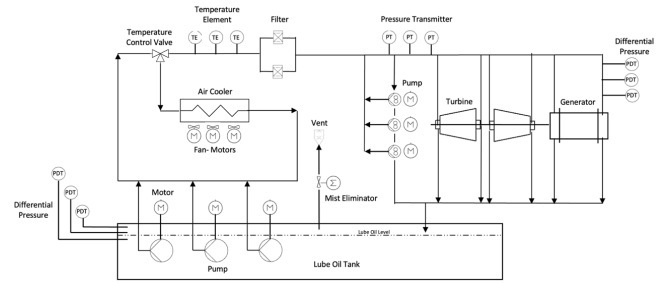 Temperature
Element
Filter
Pressure Transmitter
Temperature
Control Valve
TE
TE
TE
PT
PT
PT
Differential
Pressure
PDT
PDT
PDT
Air Cooler
M
M
M
Fan- Motors
Pump
M
M
M
Turbine
Generator
Vent
Σ
Mist Eliminator
PDT
PDT
PDT
Differential
Pressure
Motor
M
M
M
Lube Oil Level
Pump
Lube Oil Tank